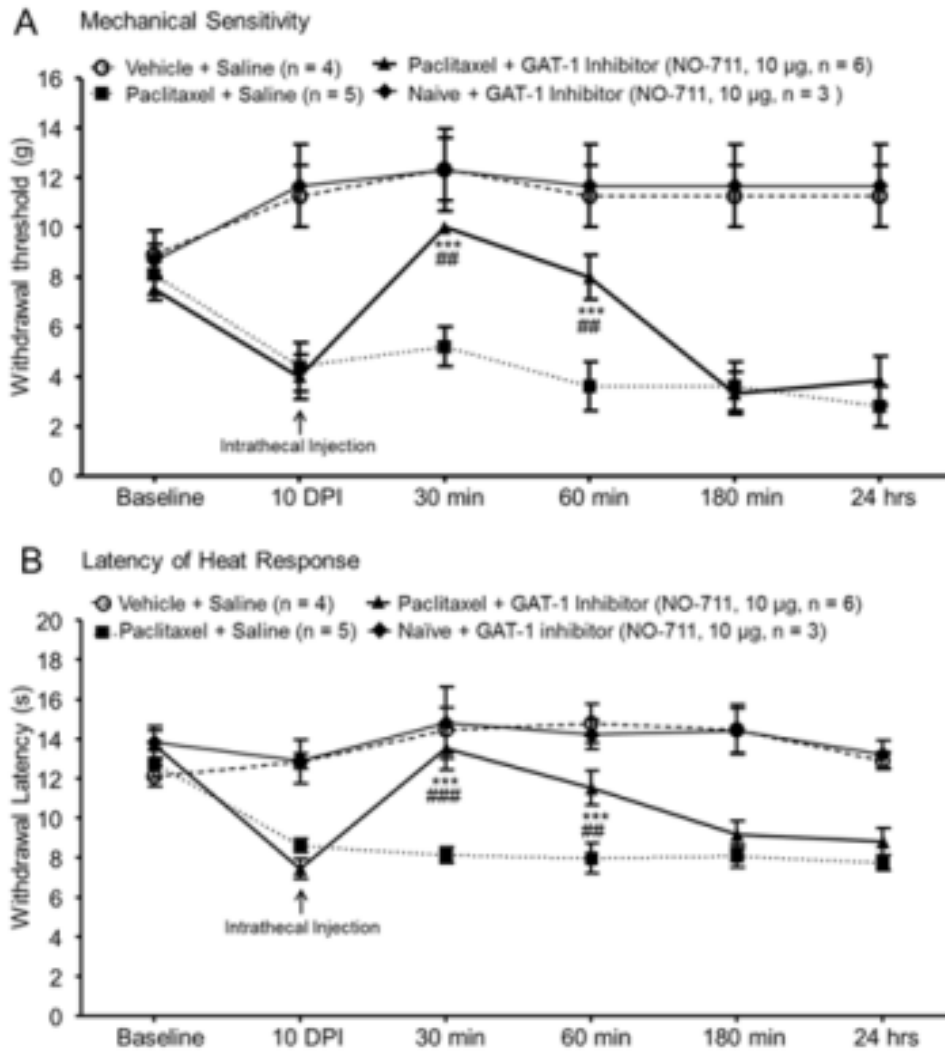 A Mechanical Sensitivity
Vehicle + Saline (n = 4) Paclitaxel + GAT-1 Inhibitor (NO-711, 10 µg, n = 6)
Paclitaxel + Saline (n = 5) Naive + GAT-1 Inhibitor (NO-711, 10 µg, n = 3 )
Withdrawal threshold (g)
16
14
12
10
8
6
4
2
0
***
##
***
##
Intrathecal Injection
Baseline 10 DPI 30 min 60 min 180 min 24 hrs
B Latency of Heat Response
Vehicle + Saline (n = 4) Paclitaxel + GAT-1 Inhibitor (NO-711, 10 µg, n = 6)
Paclitaxel + Saline (n = 5) Naïve + GAT-1 inhibitor (NO-711, 10 µg, n = 3)
Withdrawal Latency (s)
20
18
16
14
12
10
8
6
4
2
0
***
###
***
##
Intrathecal Injection
Baseline 10 DPI 30 min 60 min 180 min 24 hrs